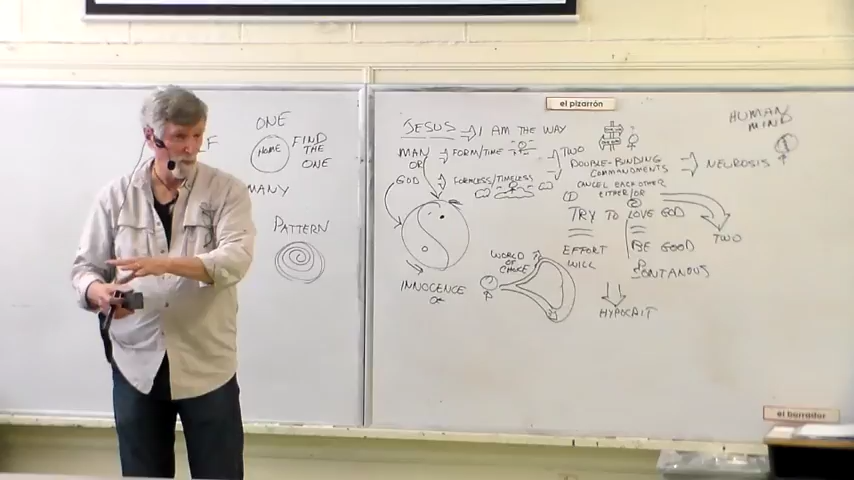 el pizarrón
ONE
HOME
FIND
THE
ONE
MANY
PATTERN
JESUS I AM THE WAY
MAN FORM/TIME
OR
GOD FORMLESS/TIMELESS
INNOCENCE
WORLD
OF
TWO
DOUBLE-BINDING
COMMANDMENTS
CANCEL EACH OTHER
EITHER/OR
NEUROSIS
HUMAN
MIND
TRY TO LOVE GOD
TWO
EFFORT
WILL
BE GOOD
SPONTANOUS
HYPOCRIT
el borrador